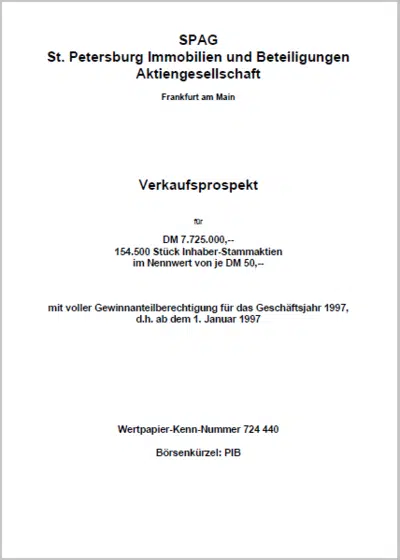 SPAG
St. Petersburg Immobilien und Beteiligungen
Aktiengesellschaft
Frankfurt am Main
Verkaufsprospekt
für
DM 7.725.000,--
154.500 Stück Inhaber-Stammaktien
im Nennwert von je DM 50,--
mit voller Gewinnanteilberechtigung für das Geschäftsjahr 1997,
d.h. ab dem 1. Januar 1997
Wertpapier-Kenn-Nummer 724 440
Börsenkürzel: PIB